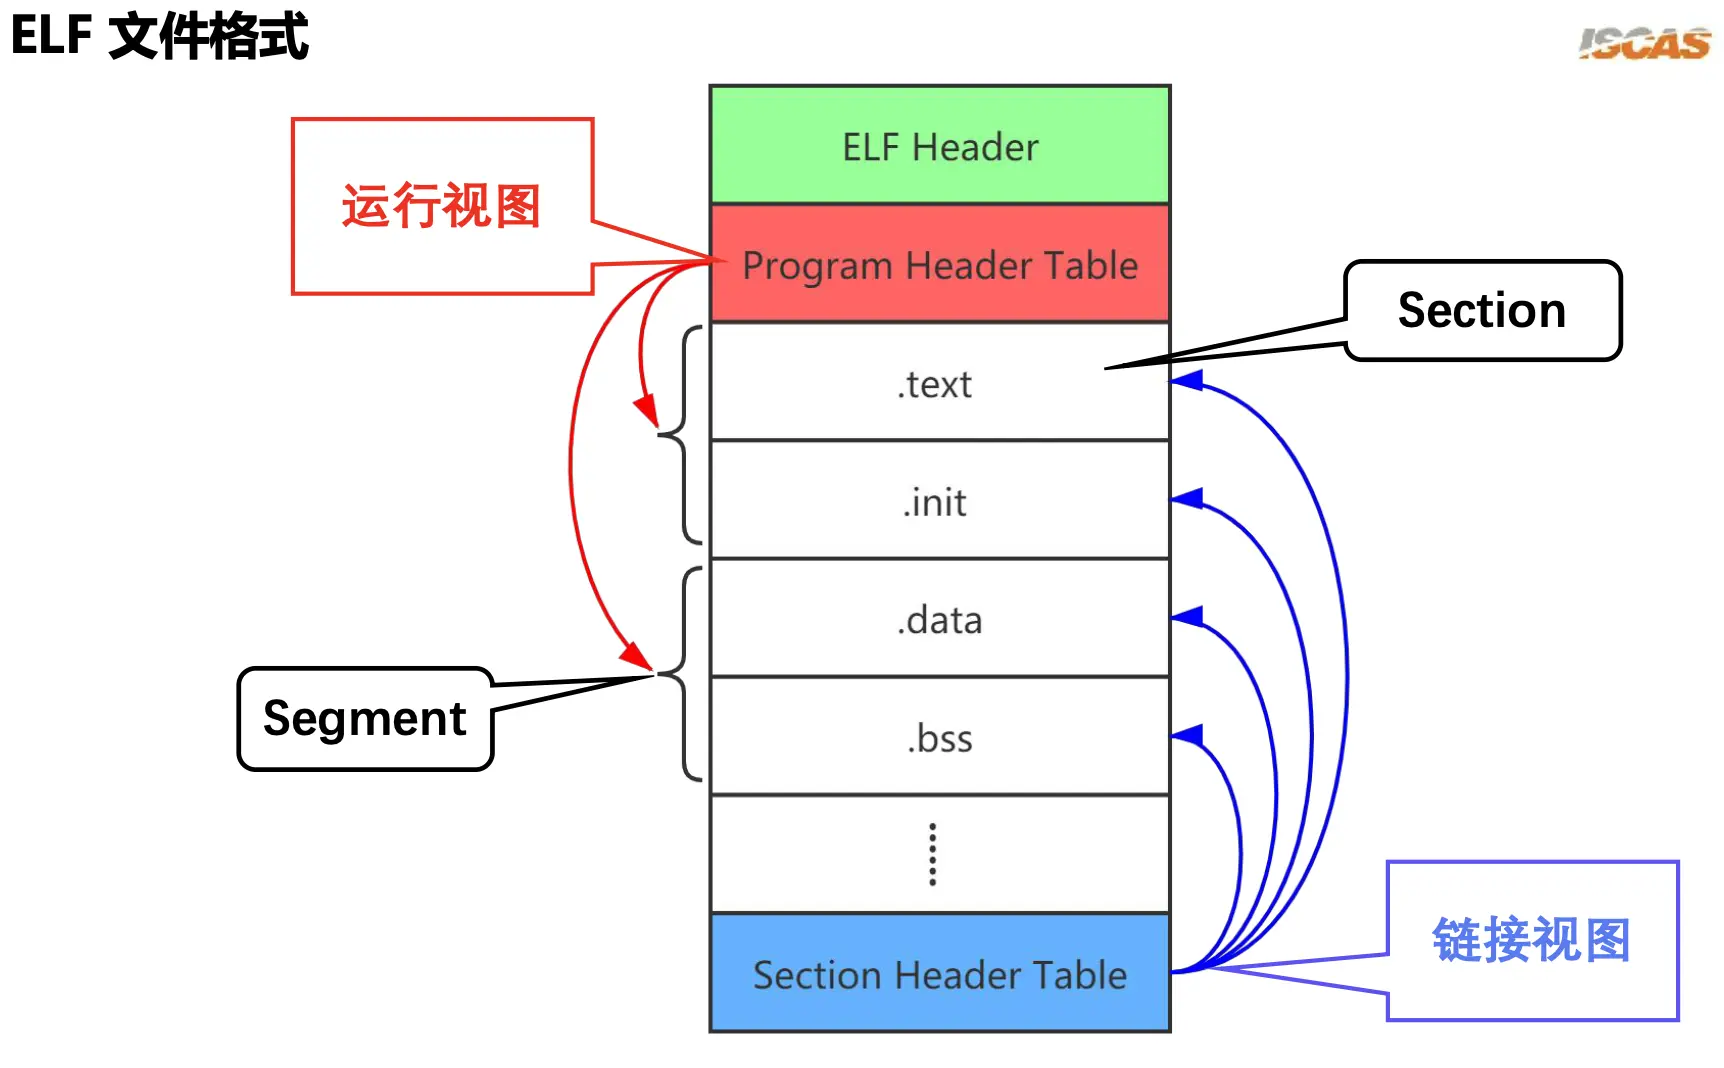 ELF 文件格式
ISCAS
ELF Header
运行视图
Program Header Table
Section
.text
.init
.data
Segment
.bss
链接视图
Section Header Table